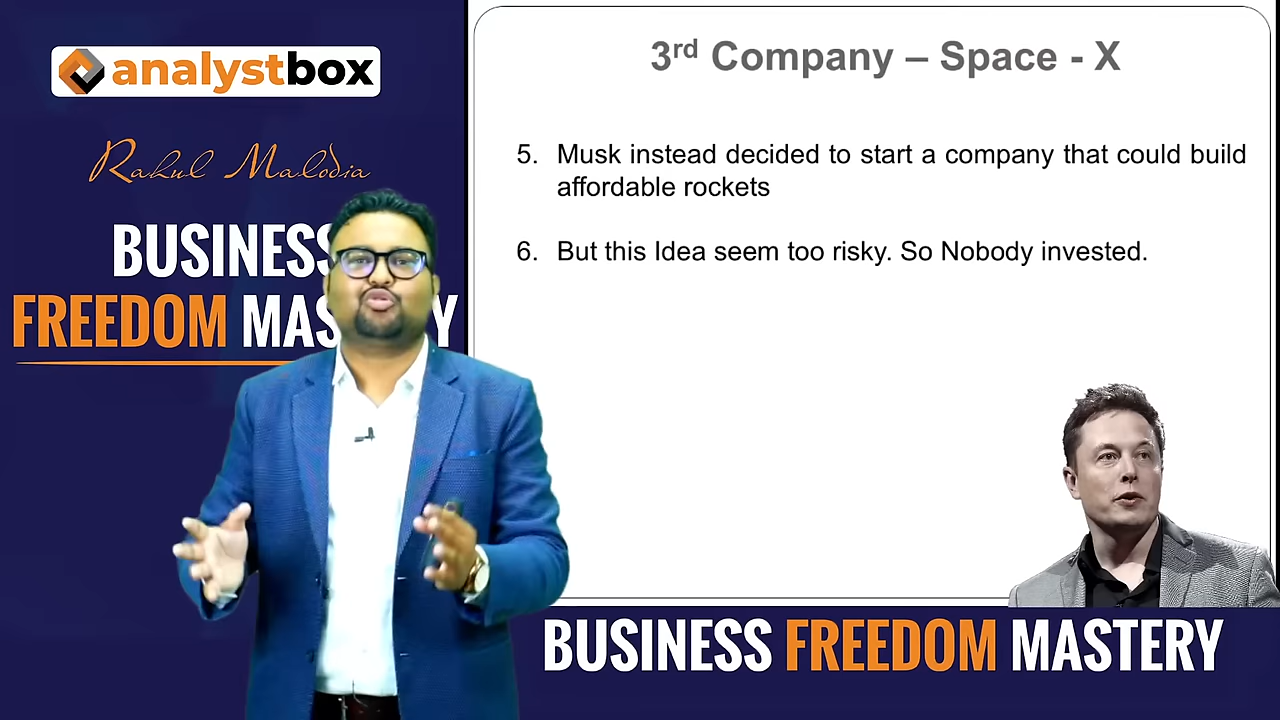 analystbox
Rahul Malodia
BUSINESS
FREEDOM MAS Y
3rd Company – Space - X
5. Musk instead decided to start a company that could build
affordable rockets
6. But this Idea seem too risky. So Nobody invested.
BUSINESS FREEDOM MASTERY